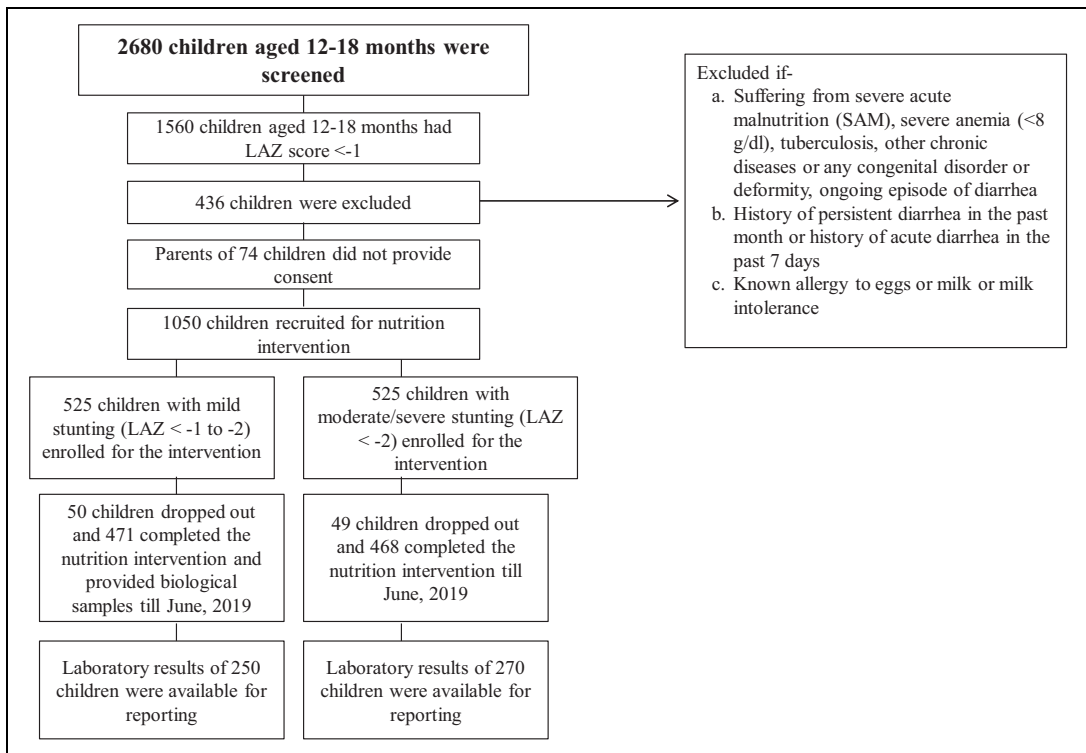 2680 children aged 12-18 months were
screened
1560 children aged 12-18 months had
LAZ score <-1
436 children were excluded
Parents of 74 children did not provide
consent
1050 children recruited for nutrition
intervention
525 children with mild
stunting (LAZ < -1 to -2)
enrolled for the
intervention
525 children with
moderate/severe stunting (LAZ
< -2) enrolled for the
intervention
50 children dropped out
and 471 completed the
nutrition intervention and
provided biological
samples till June, 2019
49 children dropped out
and 468 completed the
nutrition intervention till
June, 2019
Laboratory results of 250
children were available for
reporting
Laboratory results of 270
children were available for
reporting
Excluded if-
a. Suffering from severe acute
malnutrition (SAM), severe anemia (<8
g/dl), tuberculosis, other chronic
diseases or any congenital disorder or
deformity, ongoing episode of diarrhea
b. History of persistent diarrhea in the past
month or history of acute diarrhea in the
past 7 days
c. Known allergy to eggs or milk or milk
intolerance